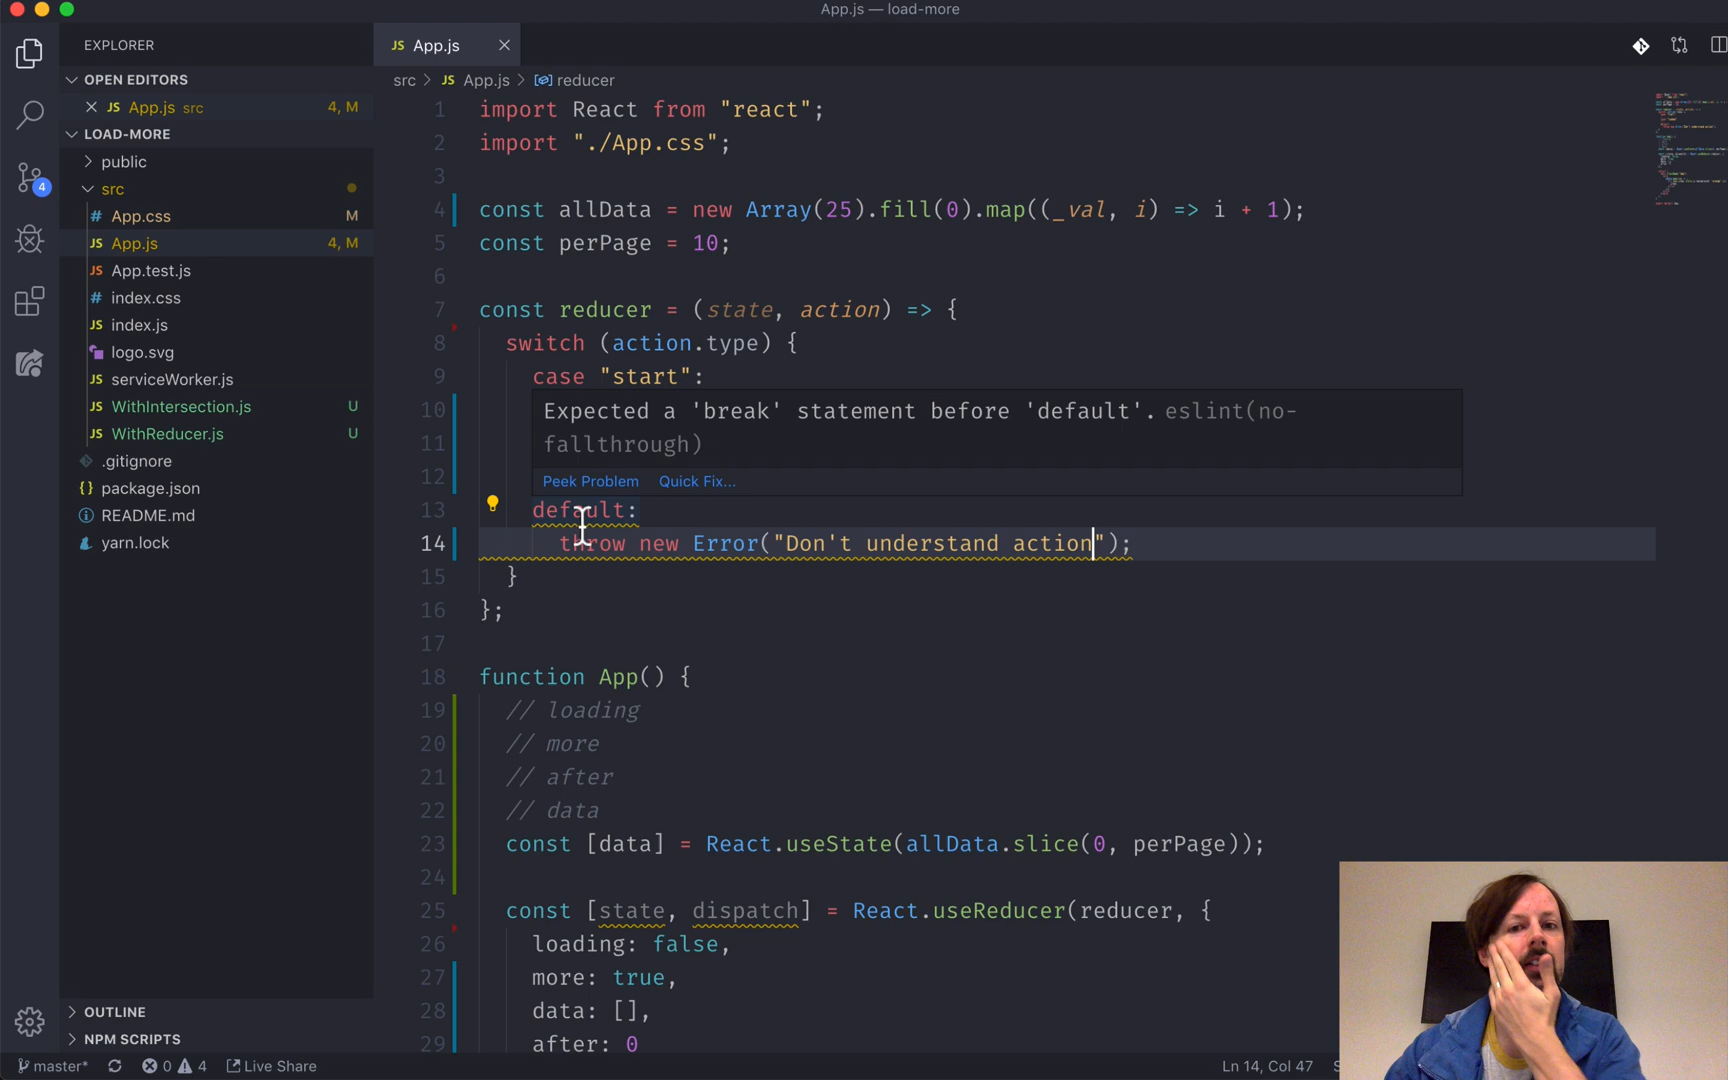 App.js — load-more
EXPLORER
OPEN EDITORS
JS App.js src 4, M
LOAD-MORE
public
src
# App.css M
JS App.js 4, M
JS App.test.js
# index.css
JS index.js
logo.svg
JS serviceWorker.js
JS WithIntersection.js U
JS WithReducer.js U
.gitignore
{} package.json
README.md
yarn.lock
OUTLINE
NPM SCRIPTS
4
JS App.js
src > JS App.js > reducer
1 import React from "react";
2 import "./App.css";
3
4 const allData = new Array(25).fill(0).map((_val, i) => i + 1);
5 const perPage = 10;
6
7 const reducer = (state, action) => {
8 switch (action.type) {
9 case "start":
10
11
12
Expected a 'break' statement before 'default'. eslint(no-
fallthrough)
Peek Problem Quick Fix...
13 default:
14 throw new Error("Don't understand action");
15 }
16 };
17
18 function App() {
19 // loading
20 // more
21 // after
22 // data
23 const [data] = React.useState(allData.slice(0, perPage));
24
25 const [state, dispatch] = React.useReducer(reducer, {
26 loading: false,
27 more: true,
28 data: [],
29 after: 0
master* 0 4 Live Share
Ln 14, Col 47